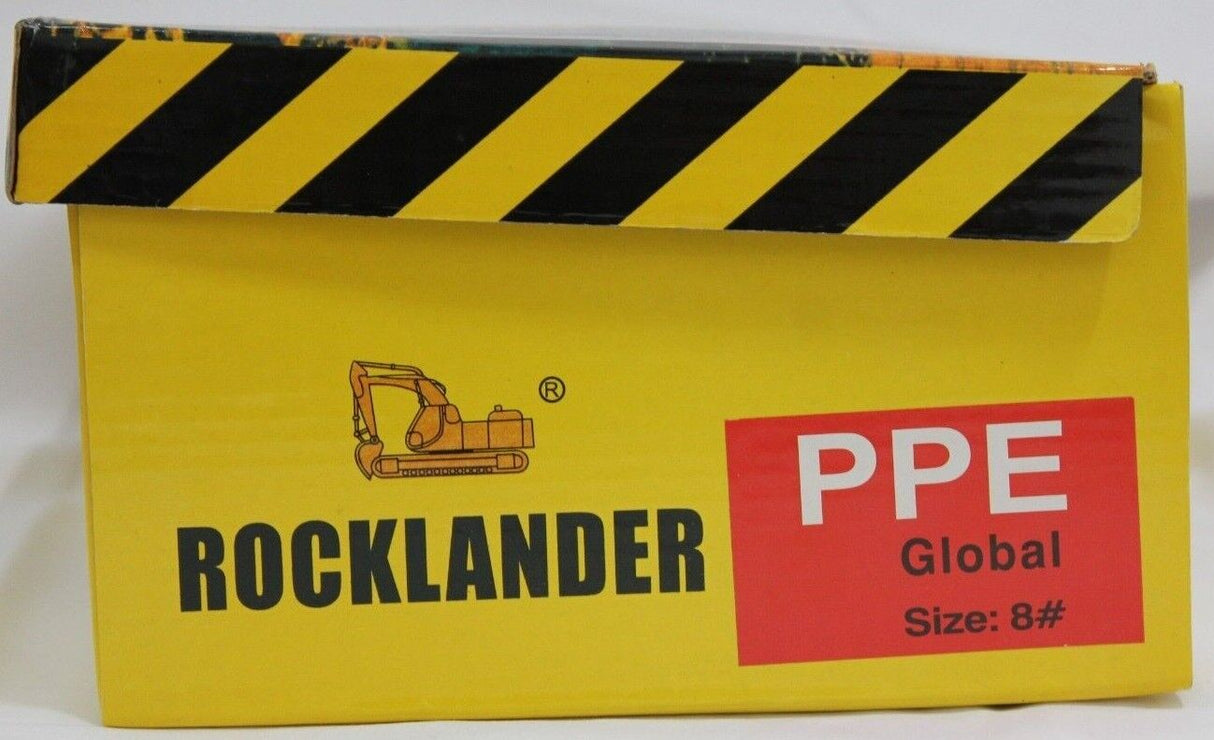 ®
ROCKLANDER
PPE
Global
Size: 8#